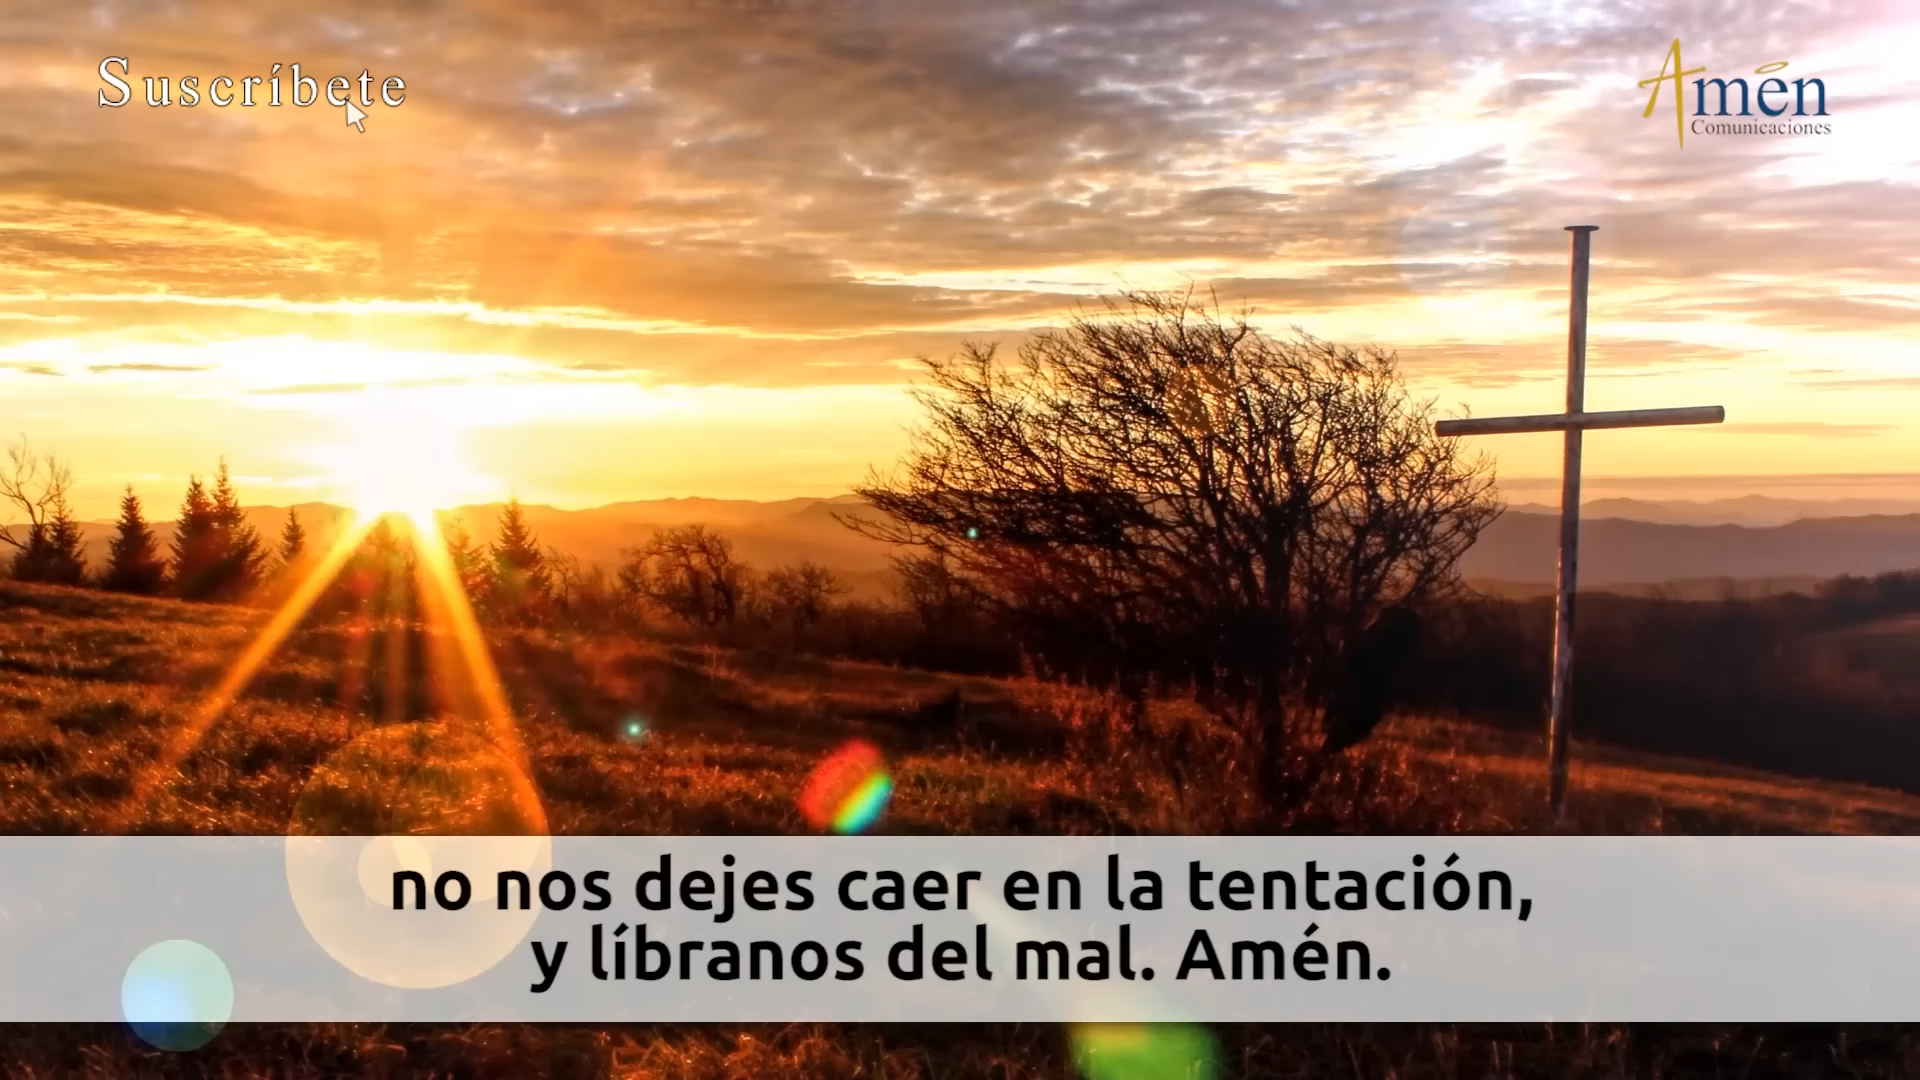 Suscríbete
Amén
Comunicaciones
no nos dejes caer en la tentación,
y líbranos del mal. Amén.